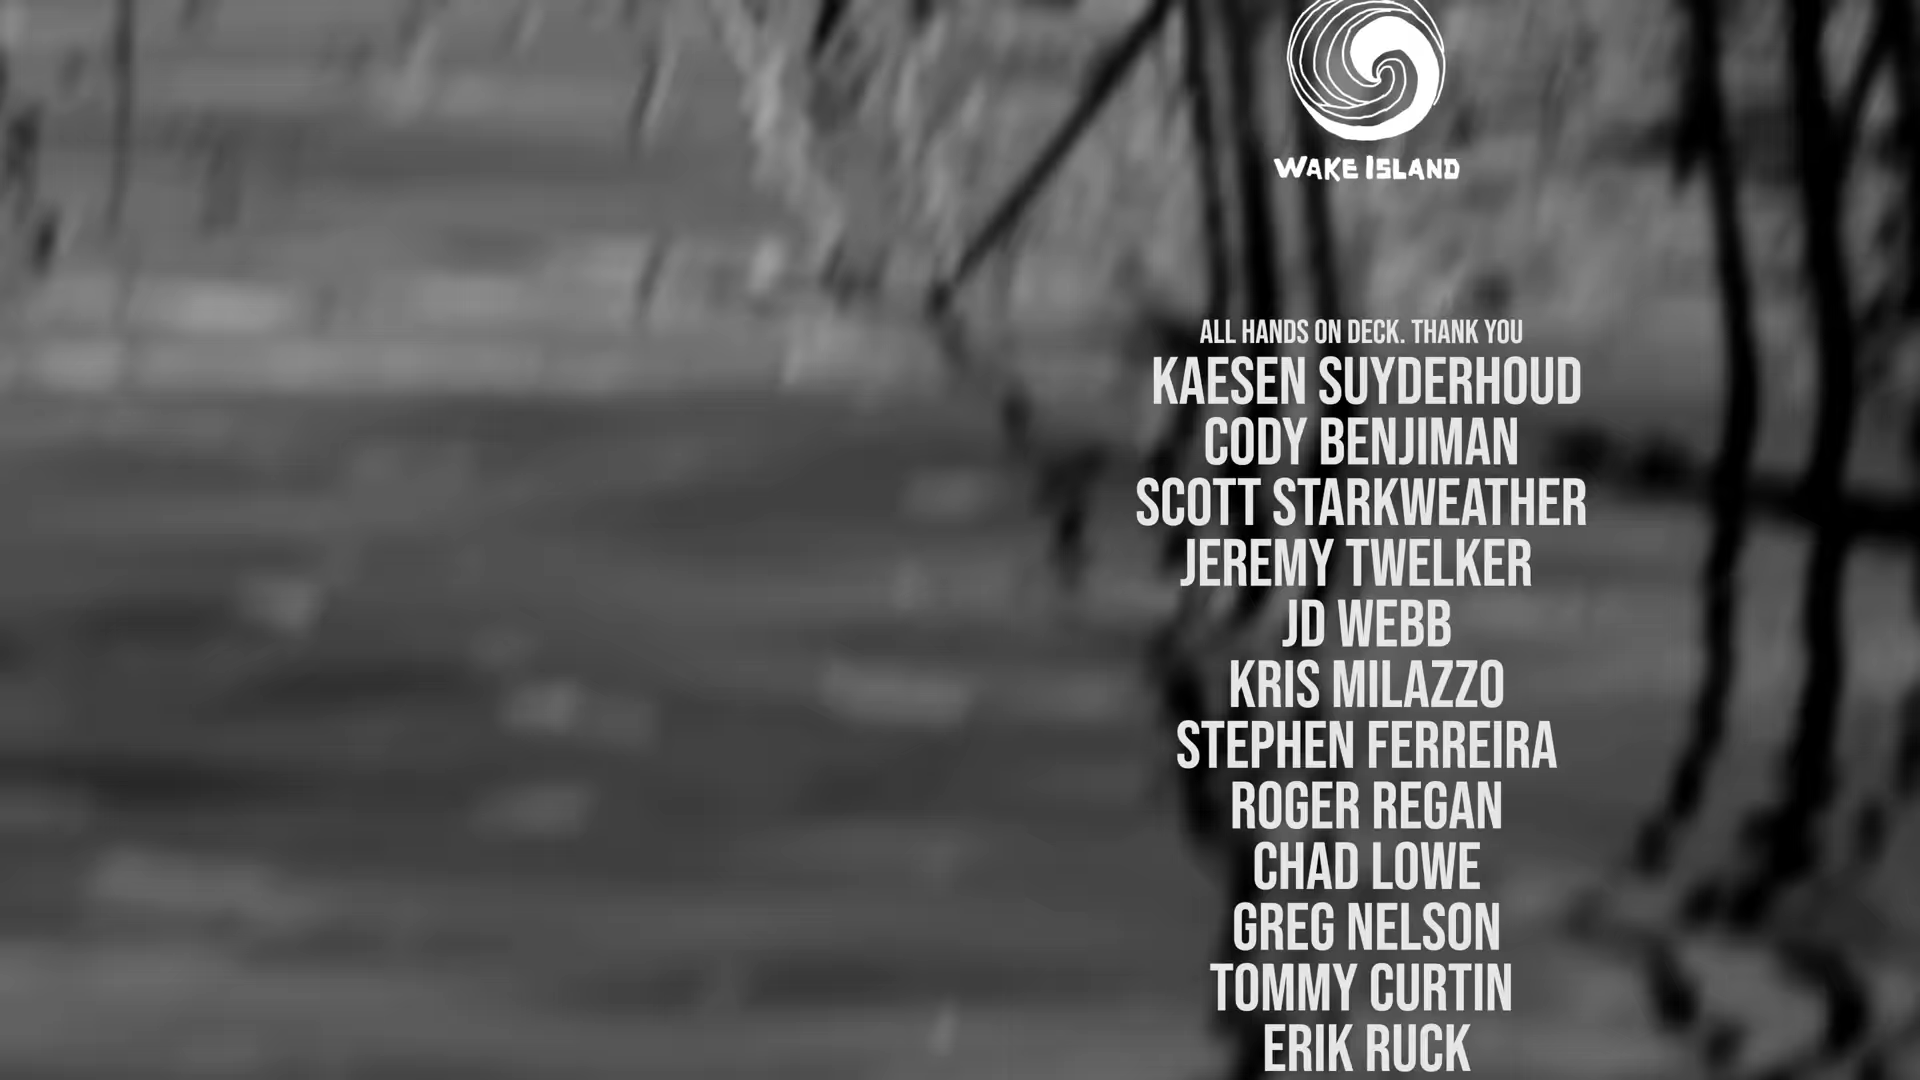 WAKE ISLAND
ALL HANDS ON DECK. THANK YOU
KAESEN SUYDERHOUD
CODY BENJIMAN
SCOTT STARKWEATHER
JEREMY TWELKER
JD WEBB
KRIS MILAZZO
STEPHEN FERREIRA
ROGER REGAN
CHAD LOWE
GREG NELSON
TOMMY CURTIN
ERIK RUCK